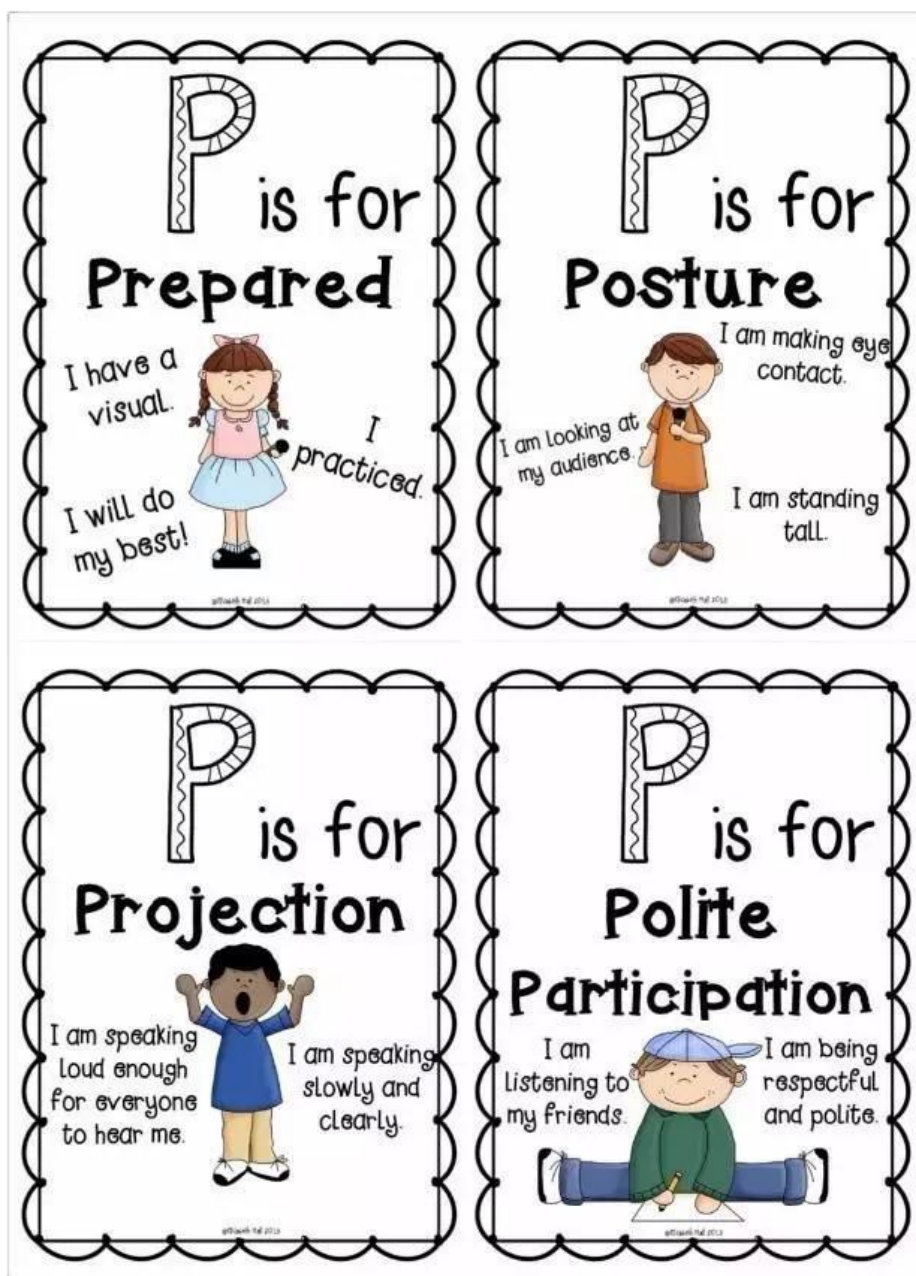 P is for
Prepared
I have a
visual.
I
practiced.
I will do
my best!
P is for
Posture
I am making eye
contact.
I am looking at
my audience.
I am standing
tall.
P is for
Projection
I am speaking
loud enough
for everyone
to hear me.
I am speaking
slowly and
clearly.
P is for
Polite
Participation
I am
listening to
my friends.
I am being
respectful
and polite.